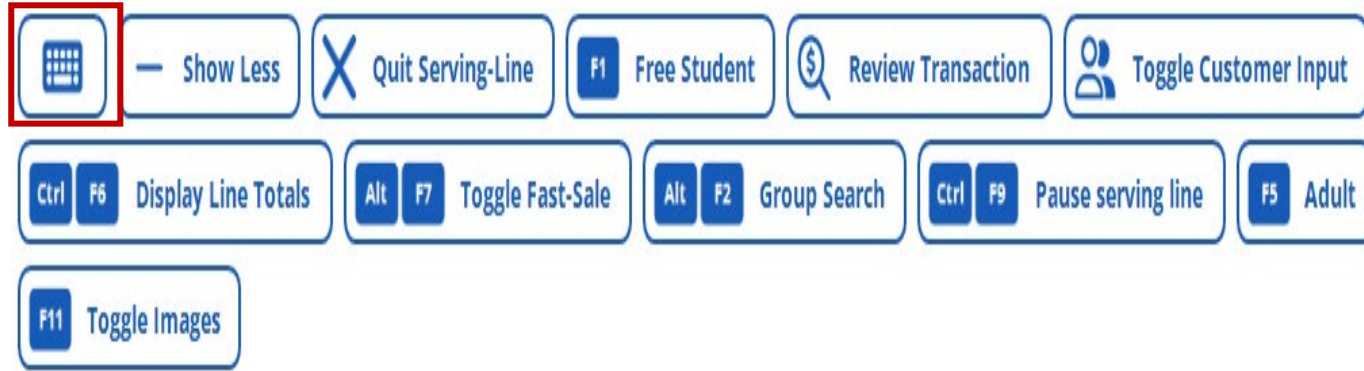 Show Less Quit Serving-Line F1 Free Student Review Transaction Toggle Customer Input
Ctrl F6 Display Line Totals Alt F7 Toggle Fast-Sale Alt F2 Group Search Ctrl F9 Pause serving line F5 Adult
F11 Toggle Images